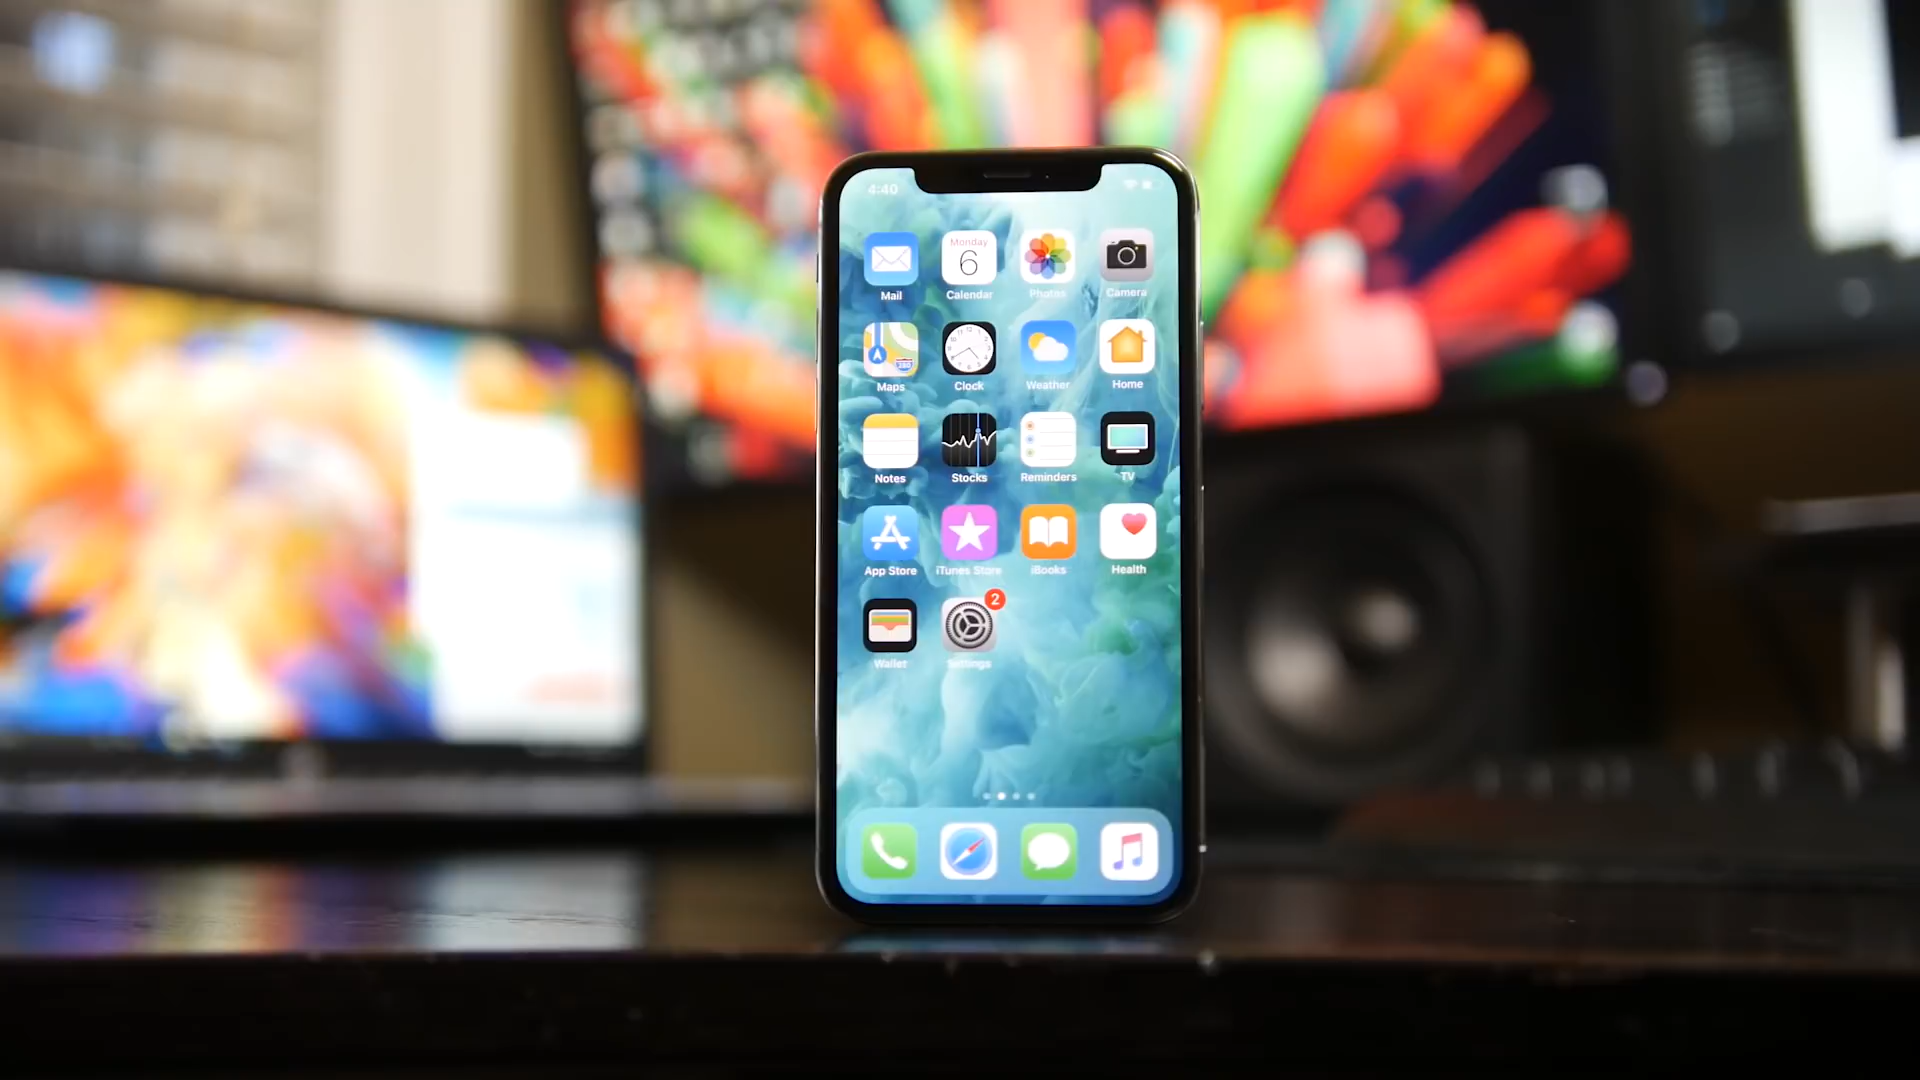 4:40
Monday
6
Mail Calendar Photos Camera
280
Maps Clock Weather Home
Notes Stocks Reminders TV
App Store iTunes Store iBooks Health
2
Wallet Settings